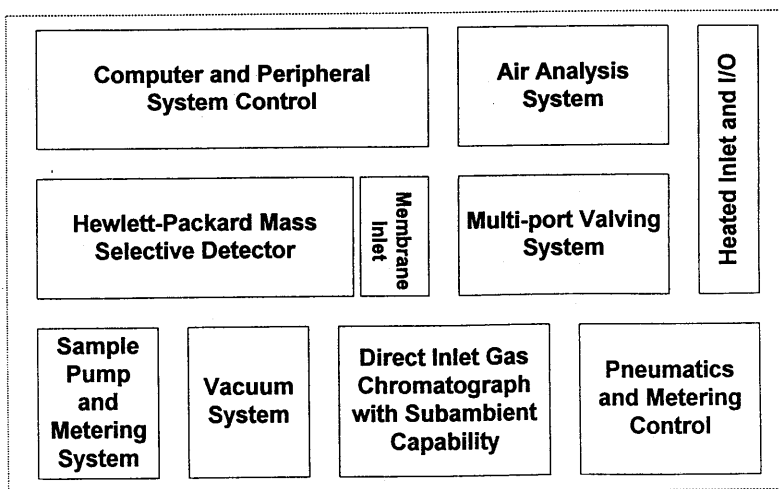 Computer and Peripheral
System Control
Air Analysis
System
Heated Inlet and I/O
Hewlett-Packard Mass
Selective Detector
Membrane
Inlet
Multi-port Valving
System
Sample
Pump
and
Metering
System
Vacuum
System
Direct Inlet Gas
Chromatograph
with Subambient
Capability
Pneumatics
and Metering
Control